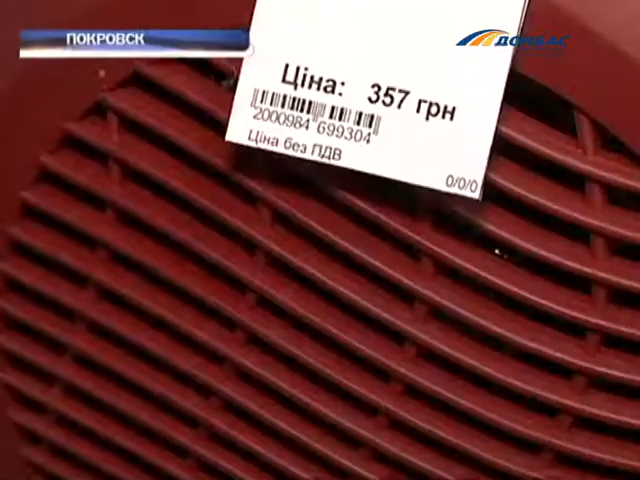 ПОКРОВСК
ДОНБАС
Ціна: 357 грн
2000984 699304
Ціна без ПДВ
0/0/0